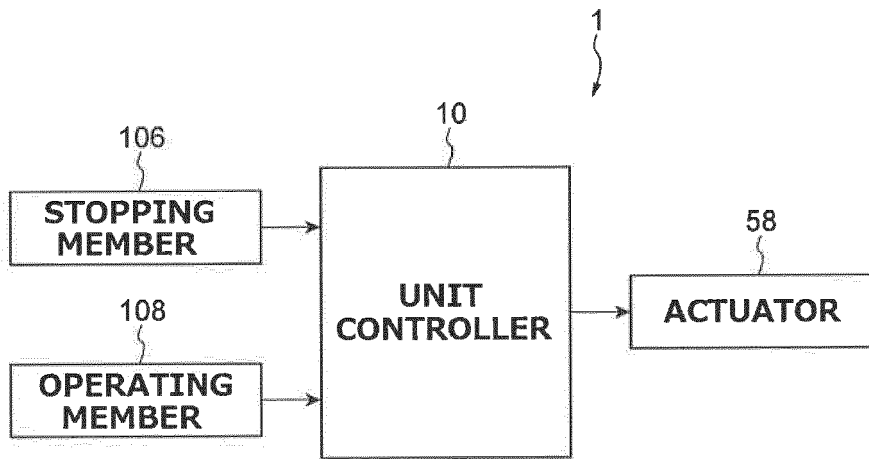 1
10
106
STOPPING
MEMBER
58
UNIT
CONTROLLER
ACTUATOR
108
OPERATING
MEMBER